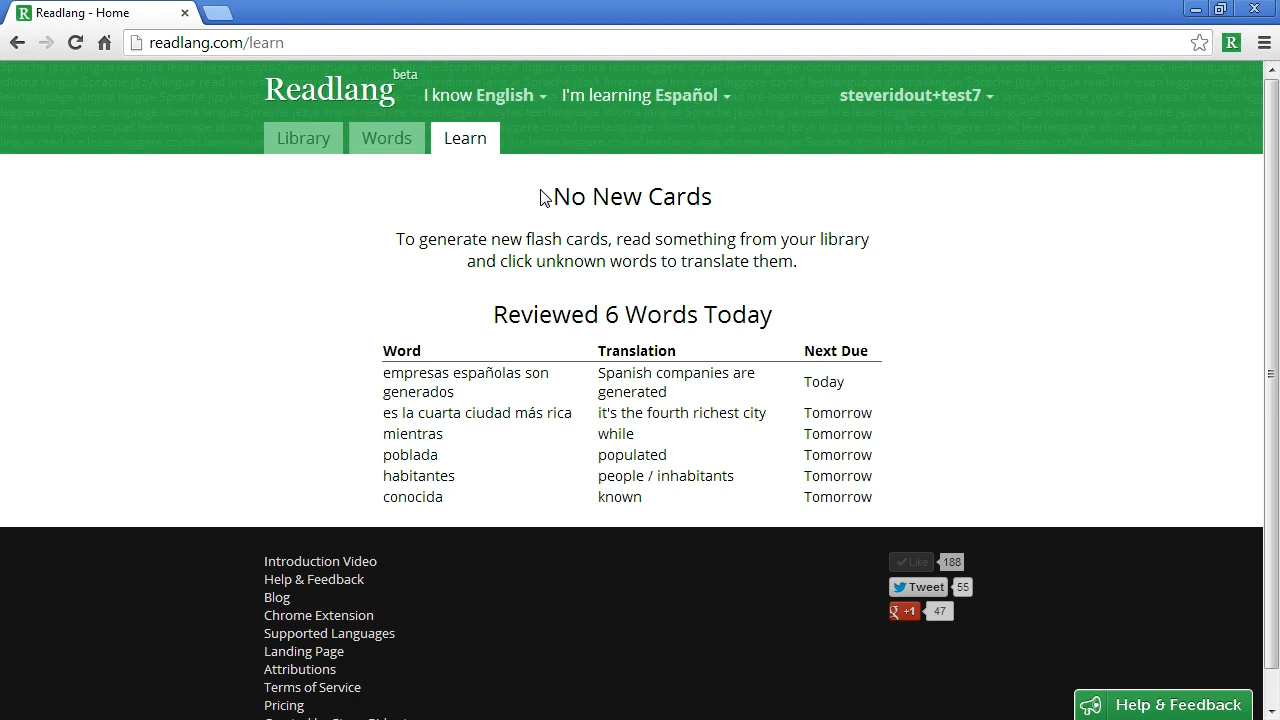 Readlang - Home
readlang.com/learn
Readlang beta
I know English I'm learning Español steveridout+test7
Library Words Learn
No New Cards
To generate new flash cards, read something from your library
and click unknown words to translate them.
Reviewed 6 Words Today
Word Translation Next Due
empresas españolas son generados Spanish companies are generated Today
es la cuarta ciudad más rica it's the fourth richest city Tomorrow
mientras while Tomorrow
poblada populated Tomorrow
habitantes people / inhabitants Tomorrow
conocida known Tomorrow
Introduction Video
Help & Feedback
Blog
Chrome Extension
Supported Languages
Landing Page
Attributions
Terms of Service
Pricing
Like 188
Tweet 55
g +1 47
Help & Feedback